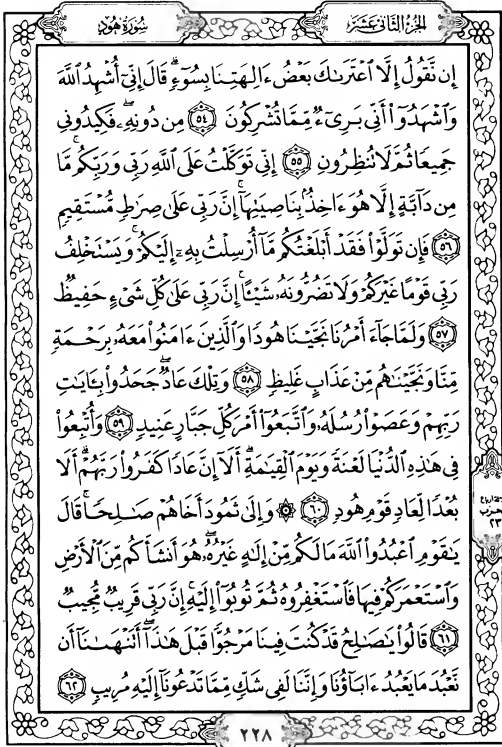 الجزء الثاني عشر
سورة هود
إِن نَّقُولُ إِلَّا ٱعْتَرَىٰكَ بَعْضُ ءَالِهَتِنَا بِسُوٓءٍۗ قَالَ إِنِّىٓ أُشْهِدُ ٱللَّهَ
وَٱشْهَدُوٓا۟ أَنِّى بَرِىٓءٌ مِّمَّا تُشْرِكُونَ ﴿٥٤﴾ مِن دُونِهِۦۖ فَكِيدُونِى
جَمِيعًا ثُمَّ لَا تُنظِرُونِ ﴿٥٥﴾ إِنِّى تَوَكَّلْتُ عَلَى ٱللَّهِ رَبِّى وَرَبِّكُمۚ مَّا
مِن دَآبَّةٍ إِلَّا هُوَ ءَاخِذٌۢ بِنَاصِيَتِهَآۚ إِنَّ رَبِّى عَلَىٰ صِرَٰطٍ مُّسْتَقِيمٍ
﴿٥٦﴾ فَإِن تَوَلَّوْا۟ فَقَدْ أَبْلَغْتُكُم مَّآ أُرْسِلْتُ بِهِۦٓ إِلَيْكُمْۚ وَيَسْتَخْلِفُ
رَبِّى قَوْمًا غَيْرَكُمْ وَلَا تَضُرُّونَهُۥ شَيْـًٔاۚ إِنَّ رَبِّى عَلَىٰ كُلِّ شَىْءٍ حَفِيظٌ
﴿٥٧﴾ وَلَمَّا جَآءَ أَمْرُنَا نَجَّيْنَا هُودًا وَٱلَّذِينَ ءَامَنُوا۟ مَعَهُۥ بِرَحْمَةٍ
مِّنَّا وَنَجَّيْنَٰهُم مِّنْ عَذَابٍ غَلِيظٍ ﴿٥٨﴾ وَتِلْكَ عَادٌۖ جَحَدُوا۟ بِـَٔايَٰتِ
رَبِّهِمْ وَعَصَوْا۟ رُسُلَهُۥ وَٱتَّبَعُوٓا۟ أَمْرَ كُلِّ جَبَّارٍ عَنِيدٍ ﴿٥٩﴾ وَأُتْبِعُوا۟
فِى هَٰذِهِ ٱلدُّنْيَا لَعْنَةً وَيَوْمَ ٱلْقِيَٰمَةِۗ أَلَآ إِنَّ عَادًا كَفَرُوا۟ رَبَّهُمْۗ أَلَا
بُعْدًا لِّعَادٍ قَوْمِ هُودٍ ﴿٦٠﴾ ۞ وَإِلَىٰ ثَمُودَ أَخَاهُمْ صَٰلِحًاۚ قَالَ
يَٰقَوْمِ ٱعْبُدُوا۟ ٱللَّهَ مَا لَكُم مِّنْ إِلَٰهٍ غَيْرُهُۥۖ هُوَ أَنشَأَكُم مِّنَ ٱلْأَرْضِ
وَٱسْتَعْمَرَكُمْ فِيهَا فَٱسْتَغْفِرُوهُ ثُمَّ تُوبُوٓا۟ إِلَيْهِۚ إِنَّ رَبِّى قَرِيبٌ مُّجِيبٌ
﴿٦١﴾ قَالُوا۟ يَٰصَٰلِحُ قَدْ كُنتَ فِينَا مَرْجُوًّا قَبْلَ هَٰذَآۖ أَتَنْهَىٰنَآ أَن
نَّعْبُدَ مَا يَعْبُدُ ءَابَآؤُنَا وَإِنَّنَا لَفِى شَكٍّ مِّمَّا تَدْعُونَآ إِلَيْهِ مُرِيبٍ ﴿٦٢﴾
حزب
٢٣
٢٢٨